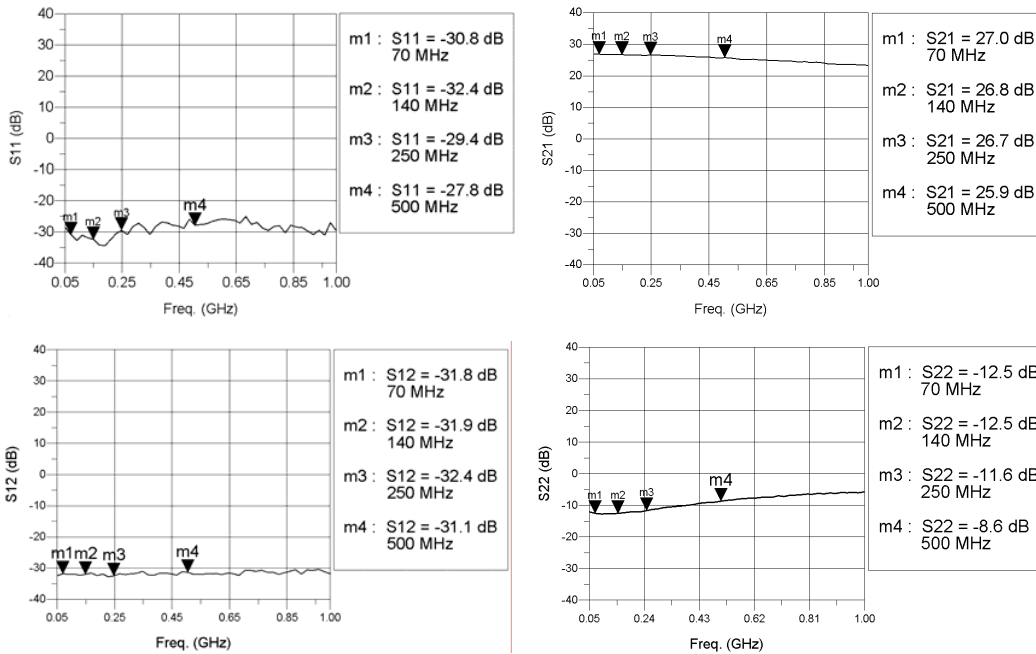 40
30
20
10
0
-10
-20
-30
-40
S11 (dB)
m1
m2
m3
m4
0.05
0.25
0.45
0.65
0.85
1.00
Freq. (GHz)
m1 : S11 = -30.8 dB
70 MHz
m2 : S11 = -32.4 dB
140 MHz
m3 : S11 = -29.4 dB
250 MHz
m4 : S11 = -27.8 dB
500 MHz
40
30
20
10
0
-10
-20
-30
-40
S21 (dB)
m1
m2
m3
m4
0.05
0.25
0.45
0.65
0.85
1.00
Freq. (GHz)
m1 : S21 = 27.0 dB
70 MHz
m2 : S21 = 26.8 dB
140 MHz
m3 : S21 = 26.7 dB
250 MHz
m4 : S21 = 25.9 dB
500 MHz
40
30
20
10
0
-10
-20
-30
-40
S12 (dB)
m1
m2
m3
m4
0.05
0.25
0.45
0.65
0.85
1.00
Freq. (GHz)
m1 : S12 = -31.8 dB
70 MHz
m2 : S12 = -31.9 dB
140 MHz
m3 : S12 = -32.4 dB
250 MHz
m4 : S12 = -31.1 dB
500 MHz
40
30
20
10
0
-10
-20
-30
-40
S22 (dB)
m1
m2
m3
m4
0.05
0.24
0.43
0.62
0.81
1.00
Freq. (GHz)
m1 : S22 = -12.5 dB
70 MHz
m2 : S22 = -12.5 dB
140 MHz
m3 : S22 = -11.6 dB
250 MHz
m4 : S22 = -8.6 dB
500 MHz